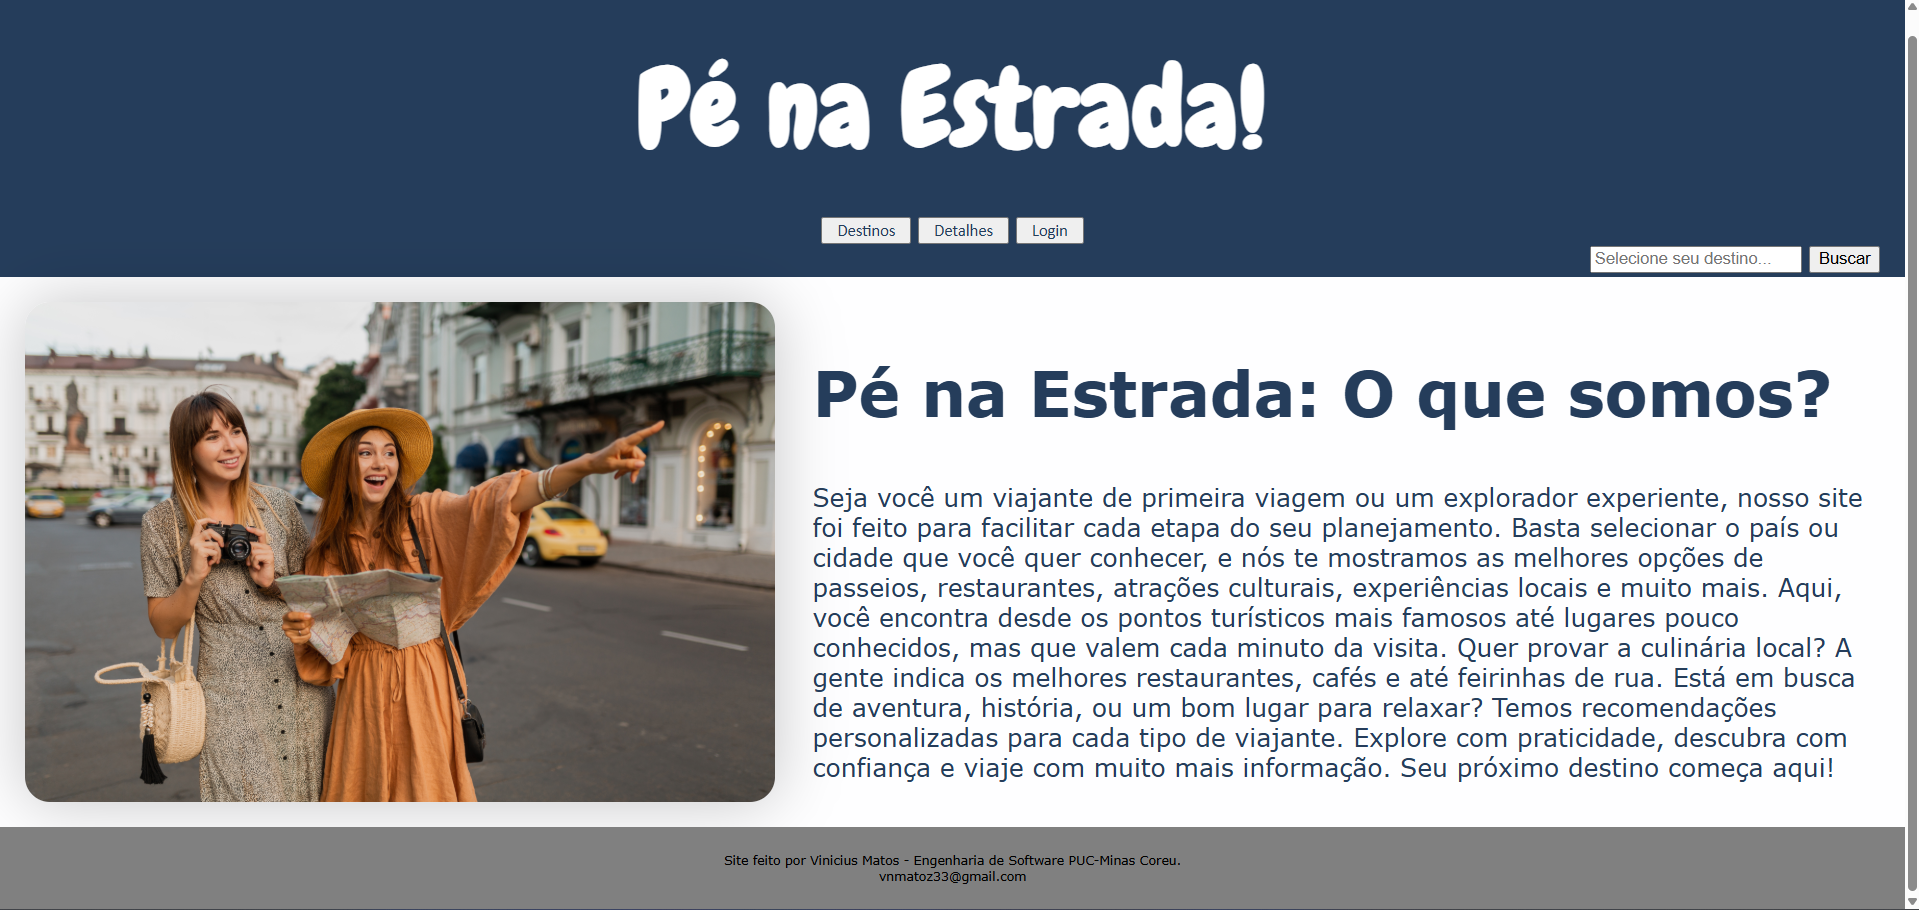 Pé na Estrada!
Destinos Detalhes Login
Selecione seu destino... Buscar
Pé na Estrada: O que somos?
Seja você um viajante de primeira viagem ou um explorador experiente, nosso site
foi feito para facilitar cada etapa do seu planejamento. Basta selecionar o país ou
cidade que você quer conhecer, e nós te mostramos as melhores opções de
passeios, restaurantes, atrações culturais, experiências locais e muito mais. Aqui,
você encontra desde os pontos turísticos mais famosos até lugares pouco
conhecidos, mas que valem cada minuto da visita. Quer provar a culinária local? A
gente indica os melhores restaurantes, cafés e até feirinhas de rua. Está em busca
de aventura, história, ou um bom lugar para relaxar? Temos recomendações
personalizadas para cada tipo de viajante. Explore com praticidade, descubra com
confiança e viaje com muito mais informação. Seu próximo destino começa aqui!
Site feito por Vinicius Matos - Engenharia de Software PUC-Minas Coreu.
vnmatoz33@gmail.com